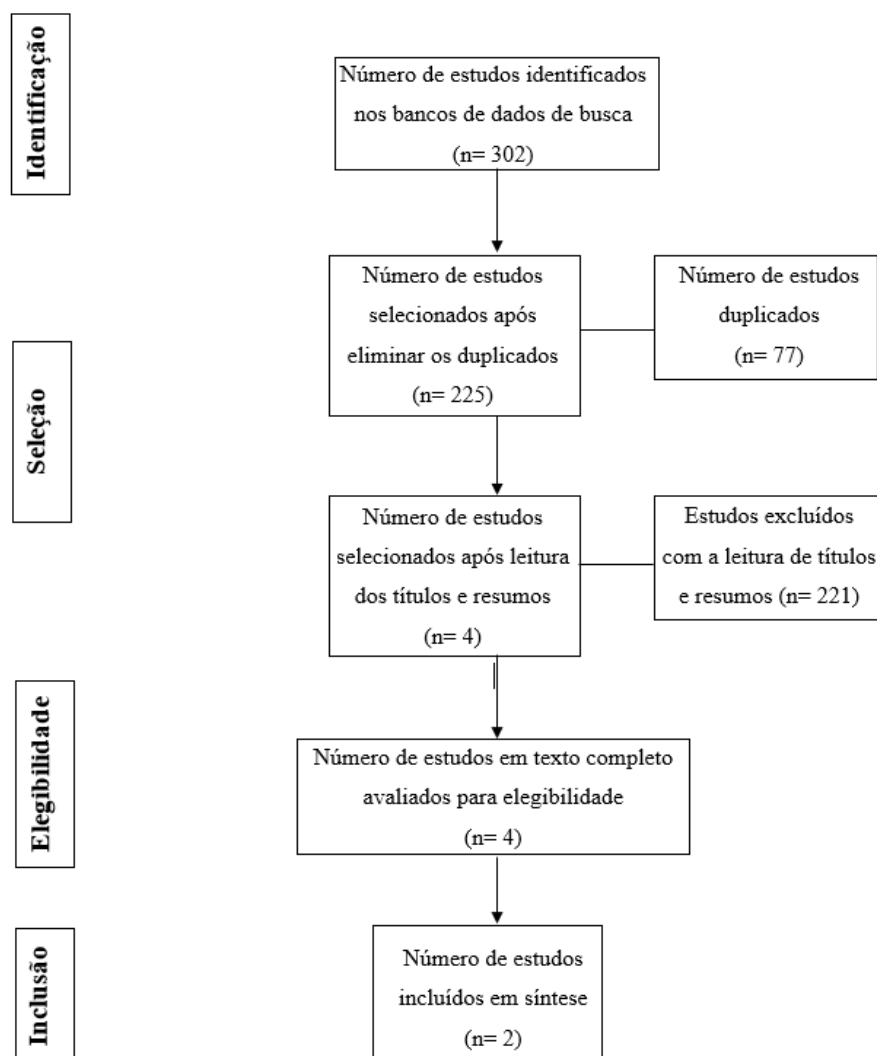 Identificação
Número de estudos identificados
nos bancos de dados de busca
(n= 302)
Seleção
Número de estudos
selecionados após
eliminar os duplicados
(n= 225)
Número de estudos
duplicados
(n= 77)
Número de estudos
selecionados após leitura
dos títulos e resumos
(n= 4)
Estudos excluídos
com a leitura de títulos
e resumos (n= 221)
Elegibilidade
Número de estudos em texto completo
avaliados para elegibilidade
(n= 4)
Inclusão
Número de estudos
incluídos em síntese
(n= 2)